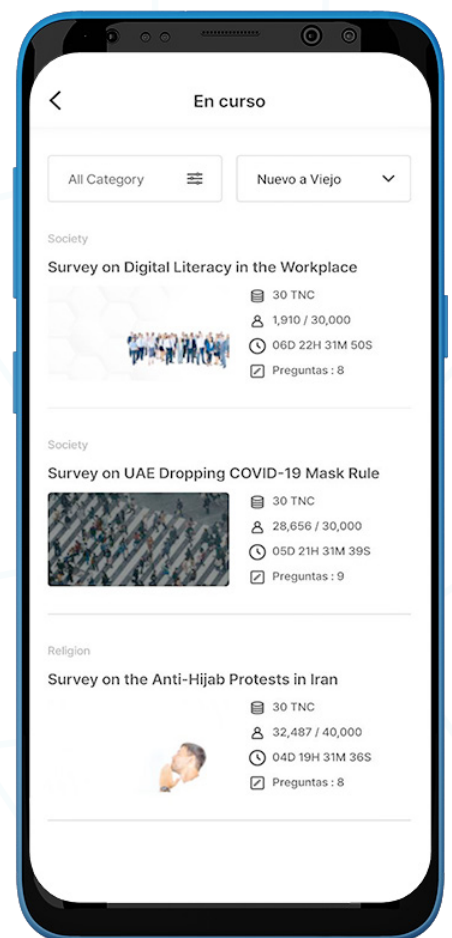 En curso
All Category
Nuevo a Viejo
Society
Survey on Digital Literacy in the Workplace
30 TNC
1,910 / 30,000
06D 22H 31M 50S
Preguntas : 8
Society
Survey on UAE Dropping COVID-19 Mask Rule
30 TNC
28,656 / 30,000
05D 21H 31M 39S
Preguntas : 9
Religion
Survey on the Anti-Hijab Protests in Iran
30 TNC
32,487 / 40,000
04D 19H 31M 36S
Preguntas : 8